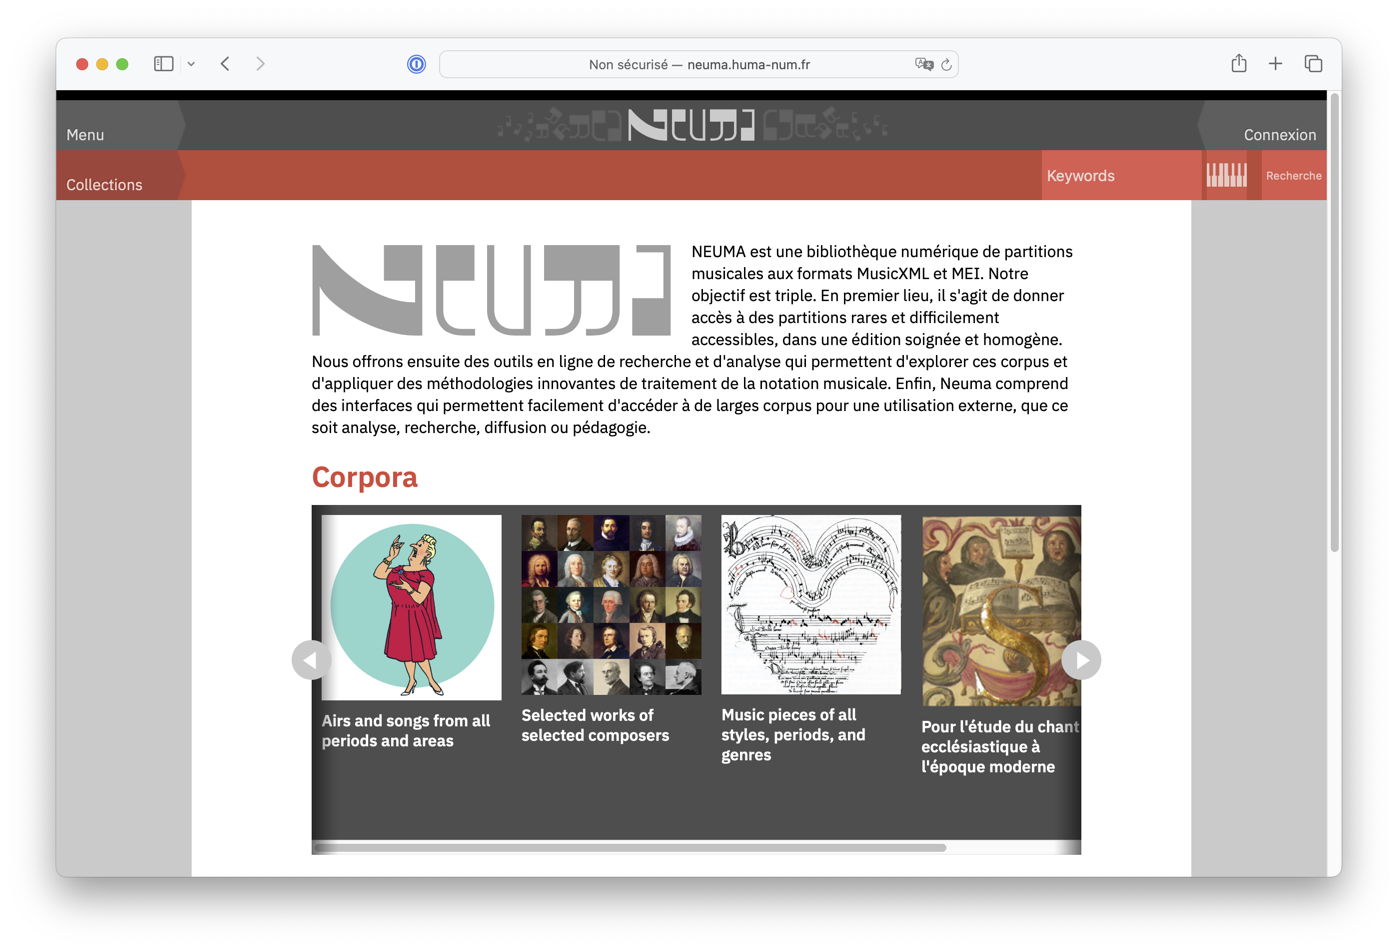 Non sécurisé — neuma.huma-num.fr
Menu
NEUMA
Connexion
Collections
Keywords
Recherche
NEUMA
NEUMA est une bibliothèque numérique de partitions
musicales aux formats MusicXML et MEI. Notre
objectif est triple. En premier lieu, il s'agit de donner
accès à des partitions rares et difficilement
accessibles, dans une édition soignée et homogène.
Nous offrons ensuite des outils en ligne de recherche et d'analyse qui permettent d'explorer ces corpus et
d'appliquer des méthodologies innovantes de traitement de la notation musicale. Enfin, Neuma comprend
des interfaces qui permettent facilement d'accéder à de larges corpus pour une utilisation externe, que ce
soit analyse, recherche, diffusion ou pédagogie.
Corpora
Airs and songs from all
periods and areas
Selected works of
selected composers
Music pieces of all
styles, periods, and
genres
Pour l'étude du chant
ecclésiastique à
l'époque moderne